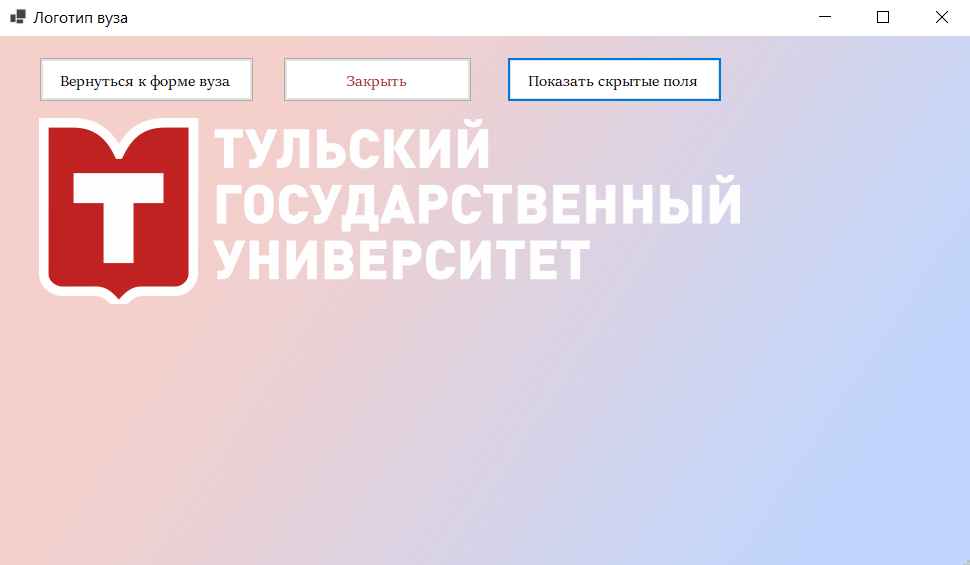 Логотип вуза
Вернуться к форме вуза
Закрыть
Показать скрытые поля
Т
ТУЛЬСКИЙ
ГОСУДАРСТВЕННЫЙ
УНИВЕРСИТЕТ